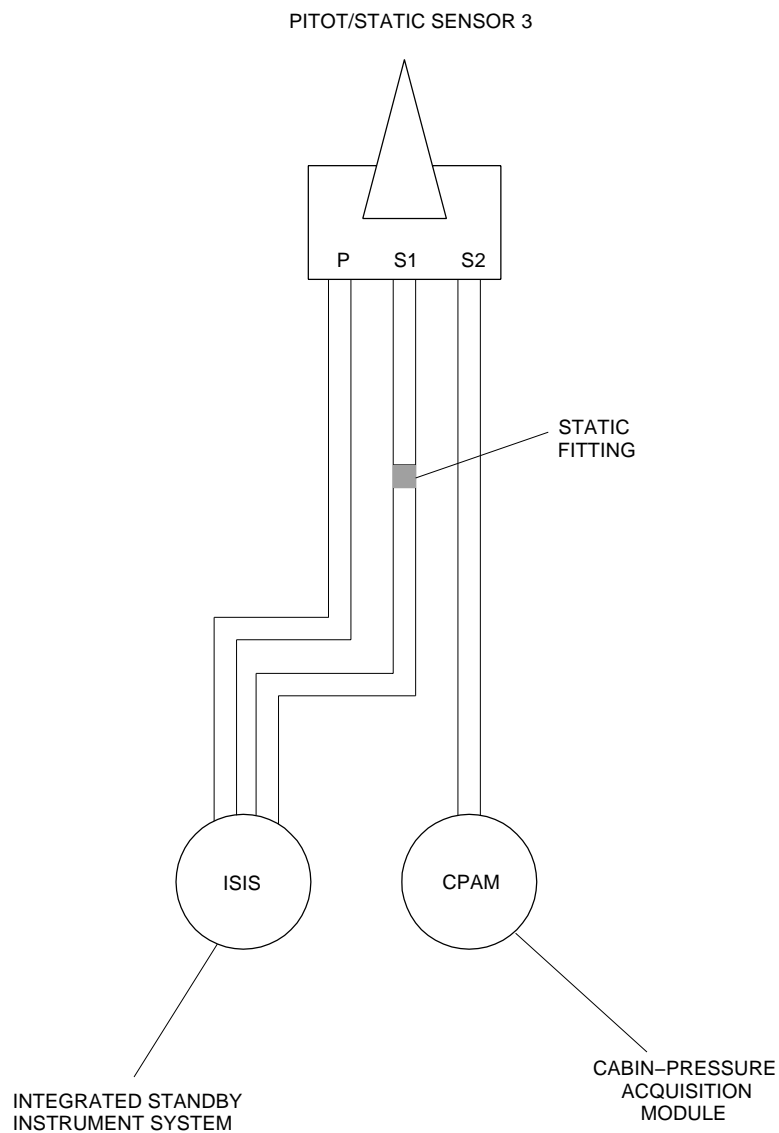 PITOT/STATIC SENSOR 3
P S1 S2
STATIC
FITTING
ISIS
CPAM
INTEGRATED STANDBY
INSTRUMENT SYSTEM
CABIN–PRESSURE
ACQUISITION
MODULE